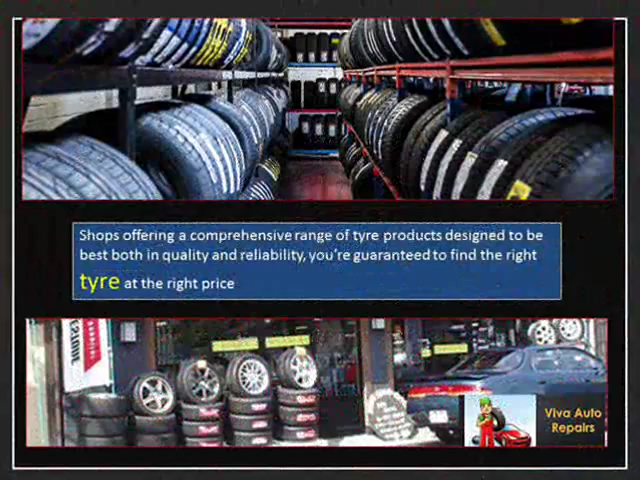 Shops offering a comprehensive range of tyre products designed to be
best both in quality and reliability, you're guaranteed to find the right
tyre at the right price
Viva Auto
Repairs